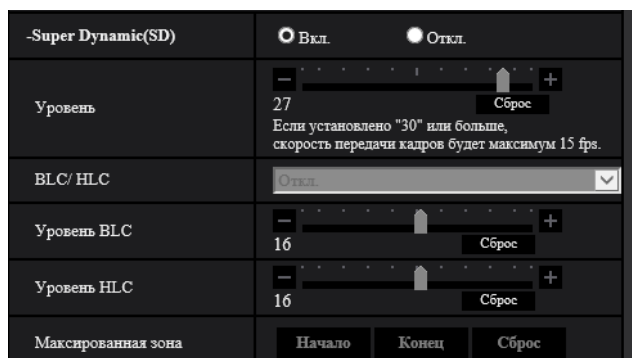 -Super Dynamic(SD) Вкл. Откл.
Уровень
- +
27 Сброс
Если установлено "30" или больше,
скорость передачи кадров будет максимум 15 fps.
BLC/ HLC Откл.
Уровень BLC
- +
16 Сброс
Уровень HLC
- +
16 Сброс
Максированная зона Начало Конец Сброс